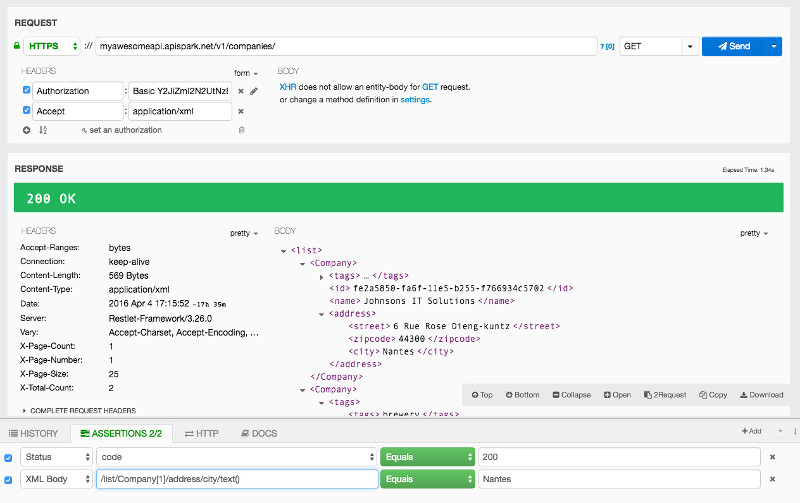 REQUEST
HTTPS :// myawesomeapi.apispark.net/v1/companies/ ? [0] GET Send
HEADERS form BODY
Authorization : XHR does not allow an entity-body for GET request.
Accept : application/xml or change a method definition in settings.
set an authorization
RESPONSE Elapsed Time: 1.34s
200 OK
HEADERS pretty BODY pretty
Accept-Ranges: bytes <list>
Connection: keep-alive <Company>
Content-Length: 569 Bytes <tags> … </tags>
Content-Type: application/xml <id> fe2a5850-fa6f-11e5-b255-f766934c5702 </id>
Date: 2016 Apr 4 17:15:52 -17h 35m <name> Johnsons IT Solutions </name>
Server: Restlet-Framework/3.26.0 <address>
Vary: Accept-Charset, Accept-Encoding, ... <street> 6 Rue Rose Dieng-kuntz </street>
X-Page-Count: 1 <zipcode> 44300 </zipcode>
X-Page-Number: 1 <city> Nantes </city>
X-Page-Size: 25 </address>
X-Total-Count: 2 </Company>
<Company>
<tags>
COMPLETE REQUEST HEADERS <tags> brewery </tags>
Top Bottom Collapse Open 2Request Copy Download
HISTORY ASSERTIONS 2/2 HTTP DOCS Add
Status code Equals 200
XML Body /list/Company[1]/address/city/text() Equals Nantes